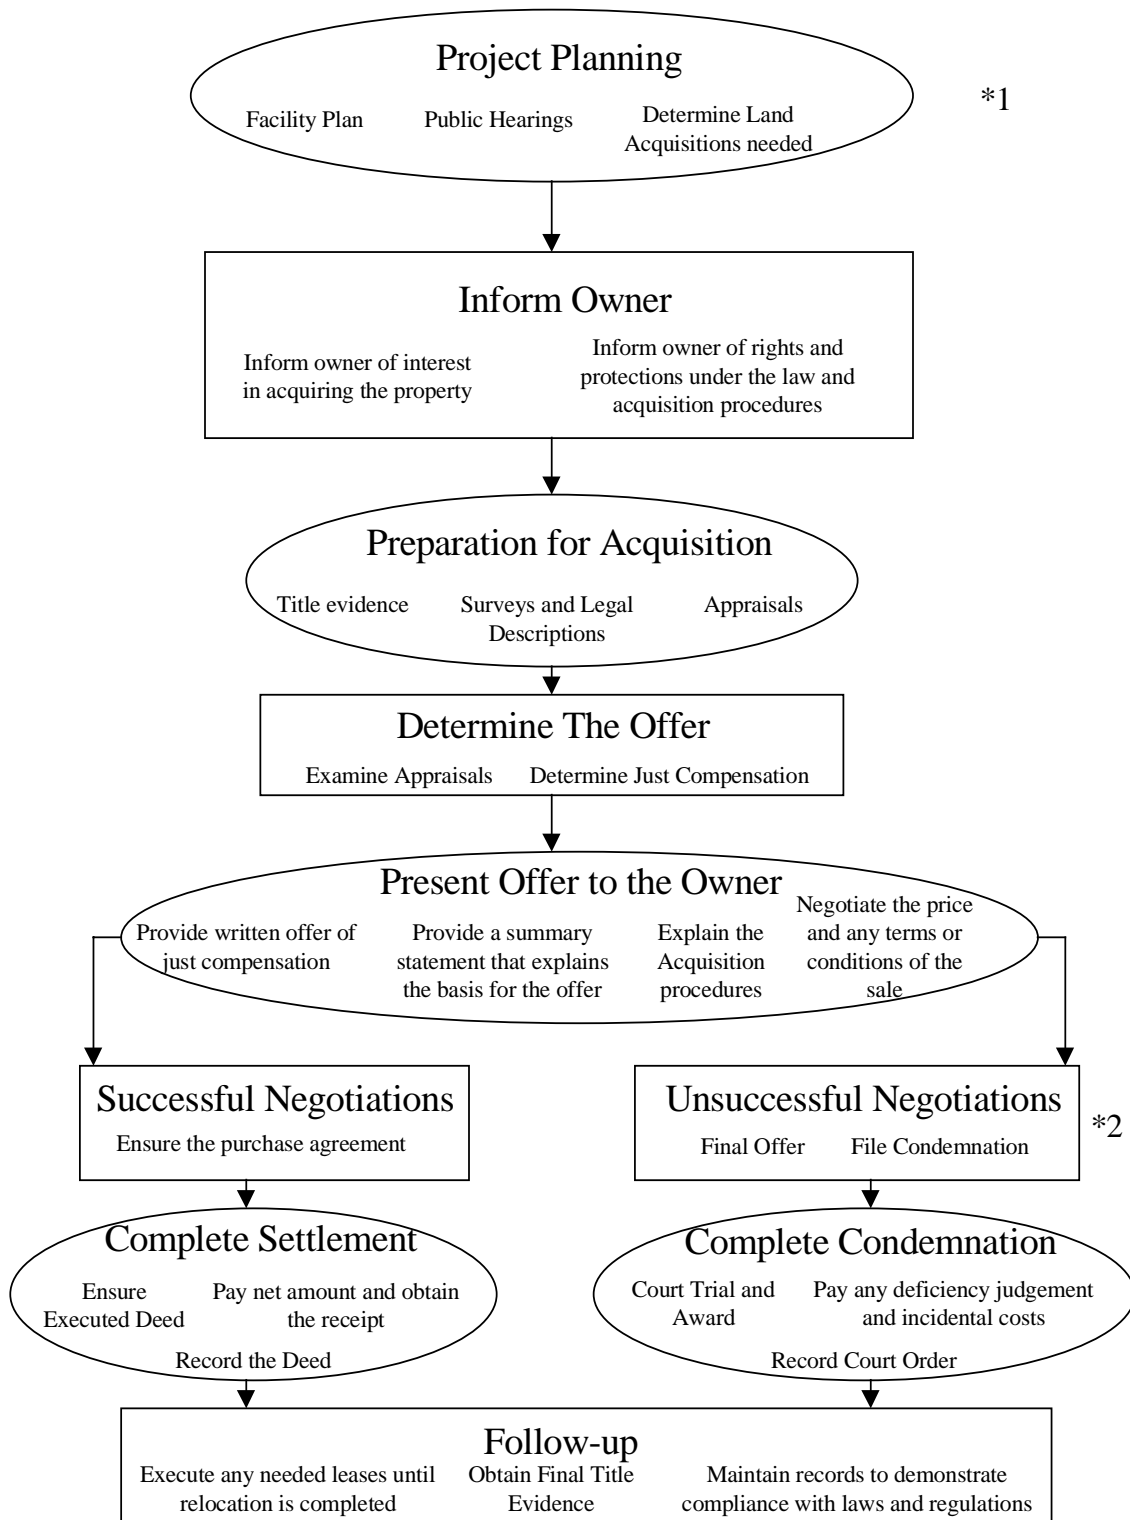 Project Planning
*1
Facility Plan
Public Hearings
Determine Land
Acquisitions needed
Inform Owner
Inform owner of interest
in acquiring the property
Inform owner of rights and
protections under the law and
acquisition procedures
Preparation for Acquisition
Title evidence
Surveys and Legal
Descriptions
Appraisals
Determine The Offer
Examine Appraisals
Determine Just Compensation
Present Offer to the Owner
Provide written offer of
just compensation
Provide a summary
statement that explains
the basis for the offer
Explain the
Acquisition
procedures
Negotiate the price
and any terms or
conditions of the
sale
Successful Negotiations
Ensure the purchase agreement
Unsuccessful Negotiations
Final Offer
File Condemnation
*2
Complete Settlement
Ensure
Executed Deed
Pay net amount and obtain
the receipt
Record the Deed
Complete Condemnation
Court Trial and
Award
Pay any deficiency judgement
and incidental costs
Record Court Order
Follow-up
Execute any needed leases until
relocation is completed
Obtain Final Title
Evidence
Maintain records to demonstrate
compliance with laws and regulations